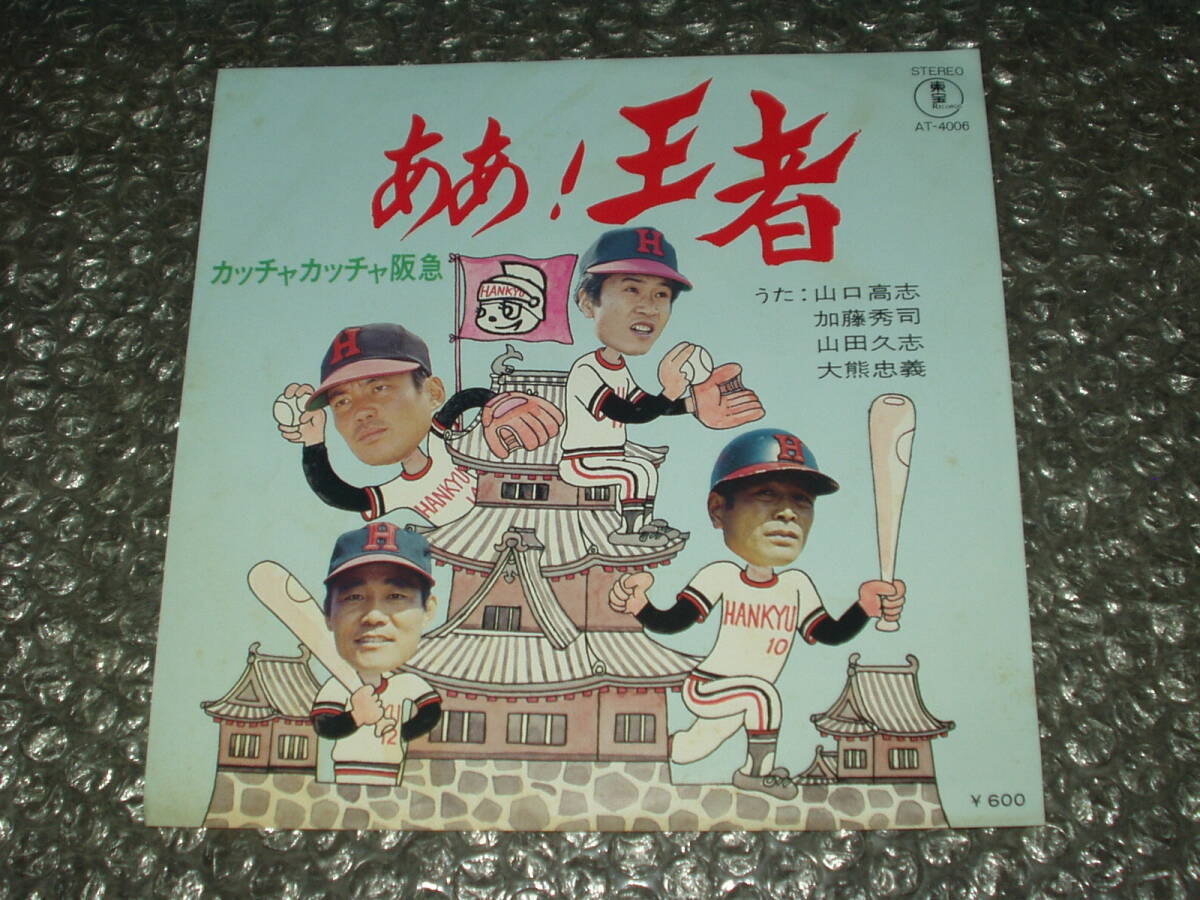 STEREO
東宝
RECORDS
AT-4006
ああ!王者
カッチャカッチャ阪急
うた:山口高志
加藤秀司
山田久志
大熊忠義
HANKYU
H
H
H
H
HANKYU
HANKYU
10
12
¥600